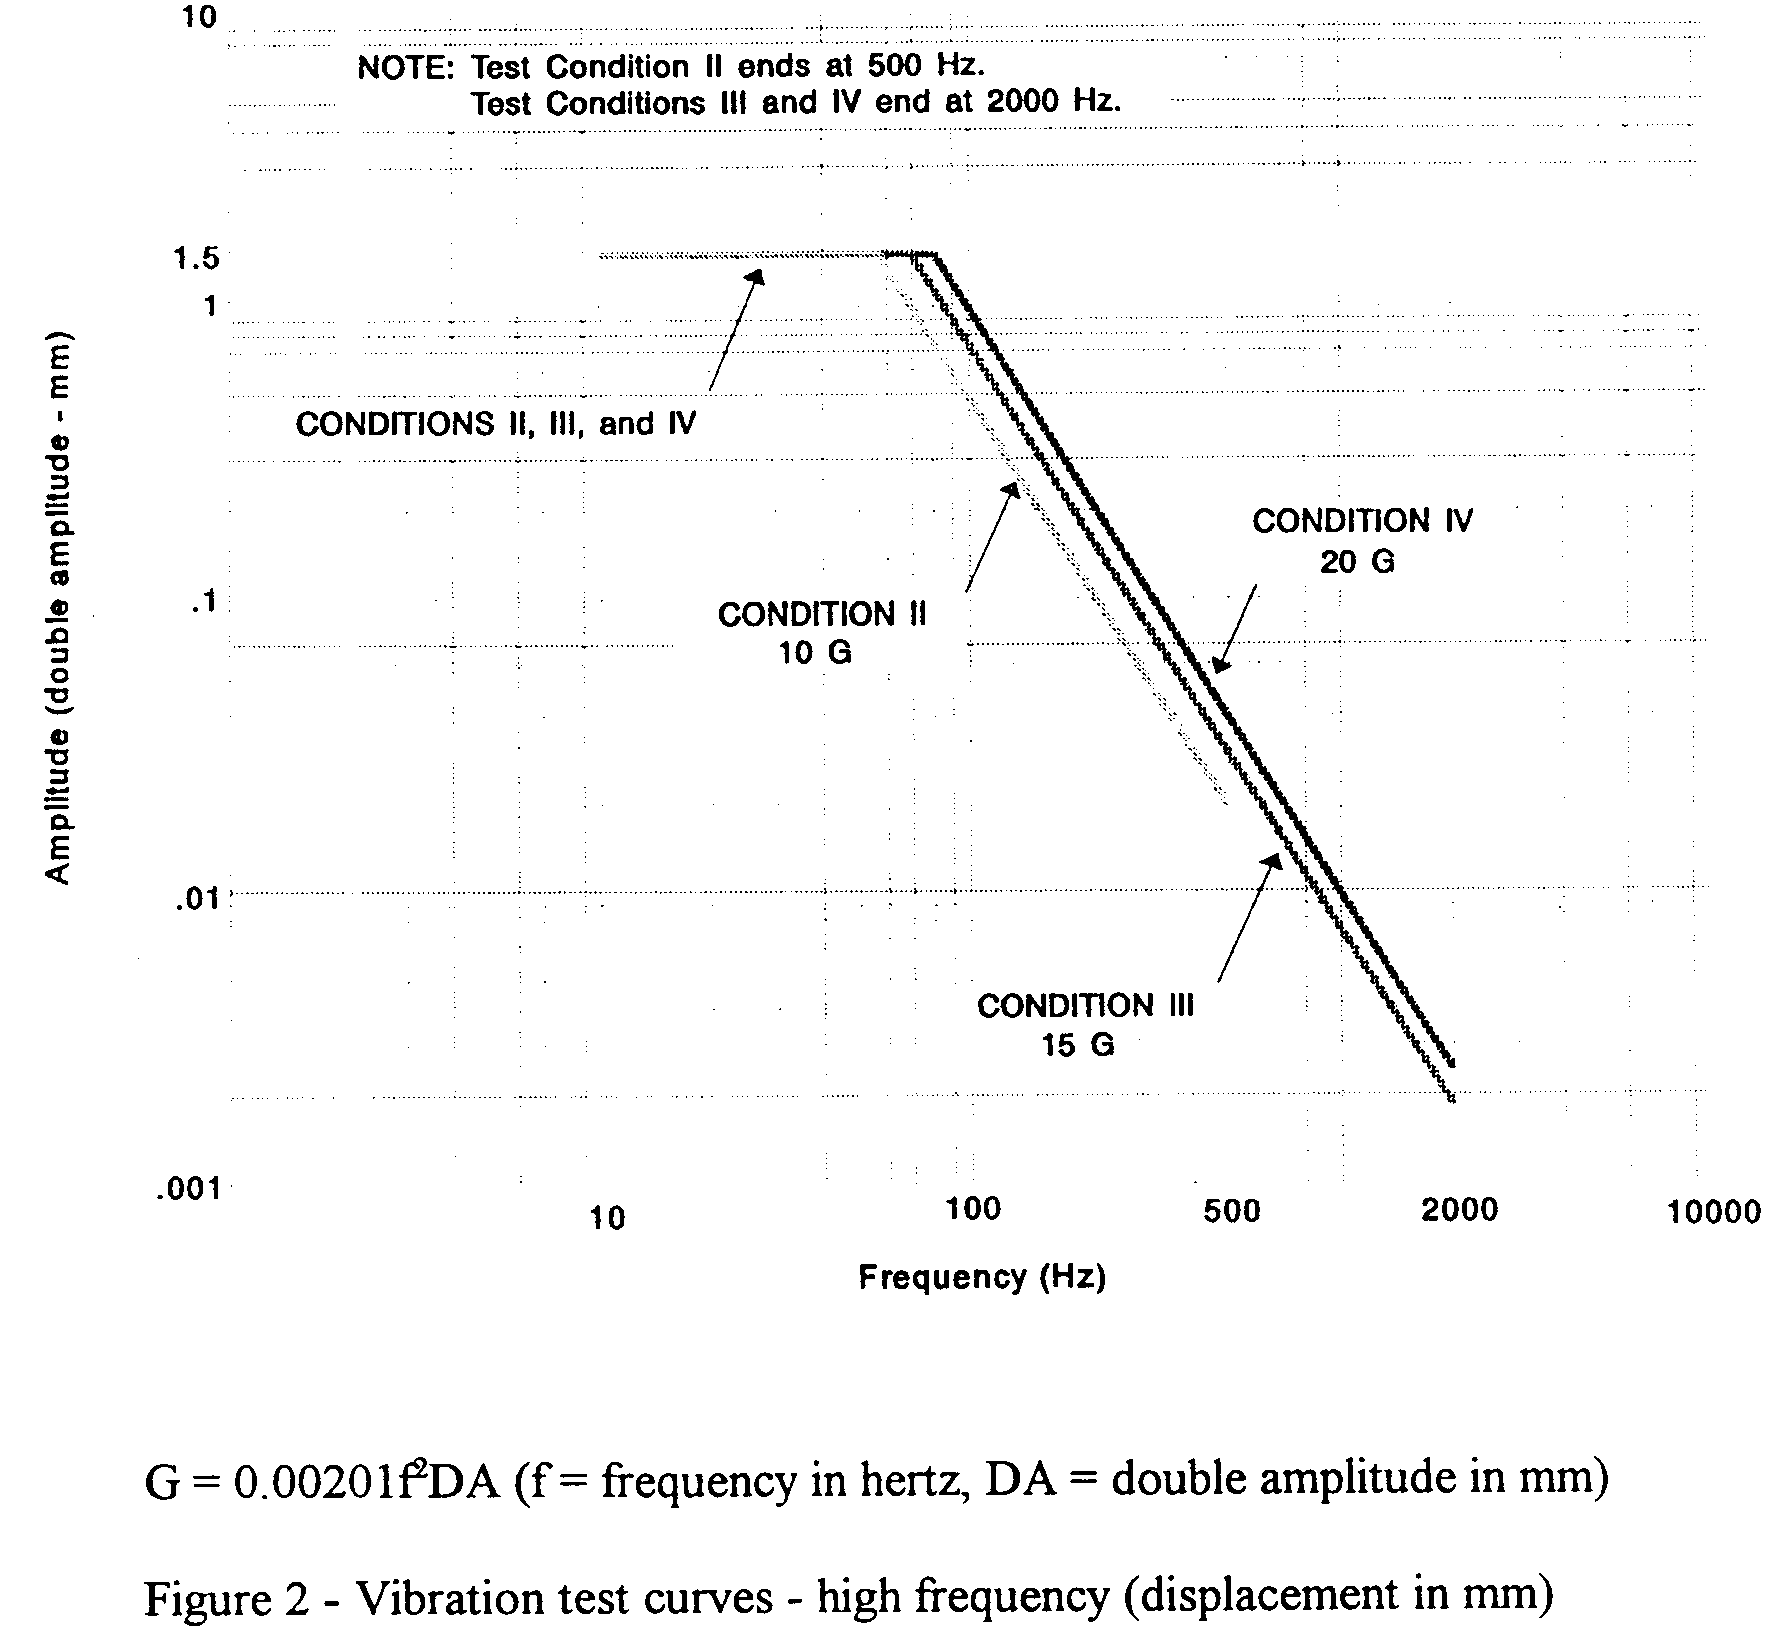 10
NOTE: Test Condition II ends at 500 Hz.
Test Conditions III and IV end at 2000 Hz.
1.5
1
Amplitude (double amplitude - mm)
CONDITIONS II, III, and IV
CONDITION IV
20 G
.1
CONDITION II
10 G
.01
CONDITION III
15 G
.001
10
100
500
2000
10000
Frequency (Hz)
G = 0.00201f²DA (f = frequency in hertz, DA = double amplitude in mm)
Figure 2 - Vibration test curves - high frequency (displacement in mm)